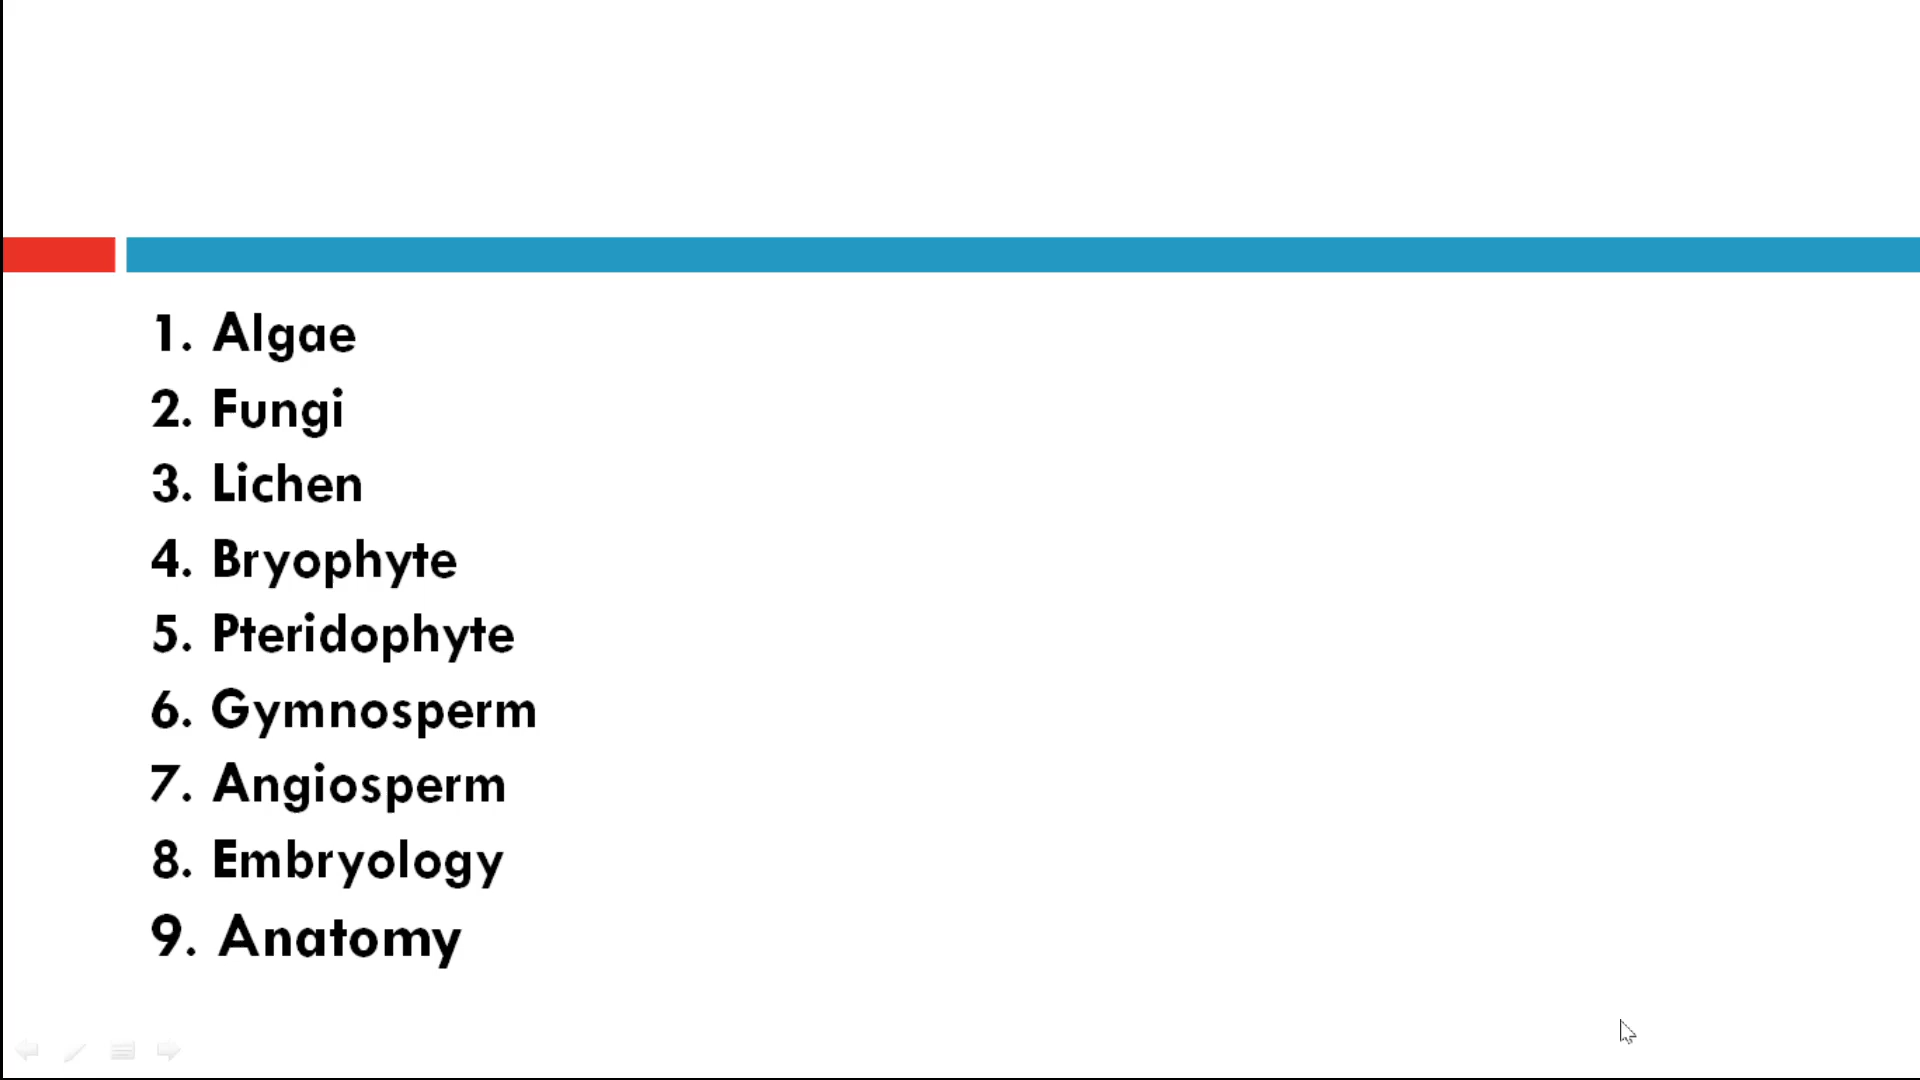 1. Algae
2. Fungi
3. Lichen
4. Bryophyte
5. Pteridophyte
6. Gymnosperm
7. Angiosperm
8. Embryology
9. Anatomy